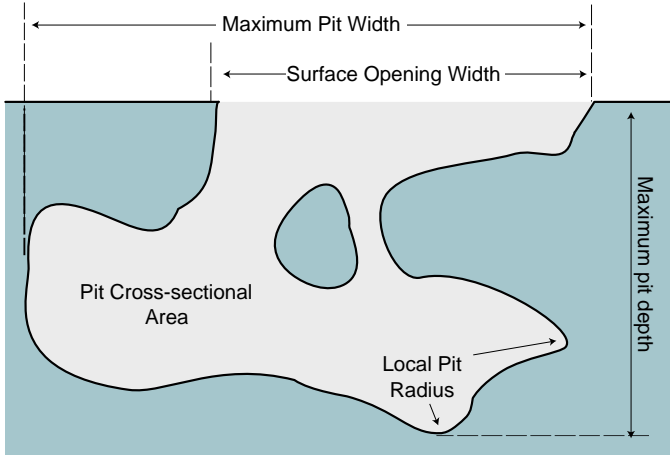 Maximum Pit Width
Surface Opening Width
Maximum pit depth
Pit Cross-sectional
Area
Local Pit
Radius